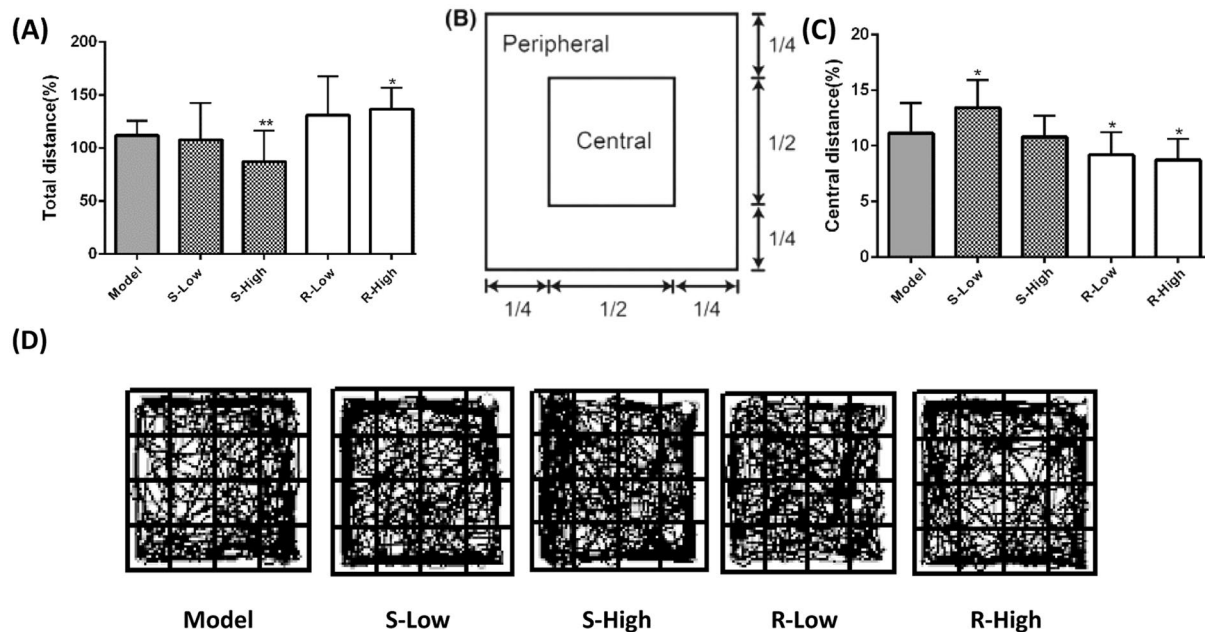 (A)
Total distance(%)
200
150
100
50
0
**
*
Model
S-Low
S-High
R-Low
R-High
(B)
Peripheral
Central
1/4
1/2
1/4
1/4
1/2
1/4
(C)
Central distance(%)
20
15
10
5
0
*
*
*
Model
S-Low
S-High
R-Low
R-High
(D)
Model
S-Low
S-High
R-Low
R-High